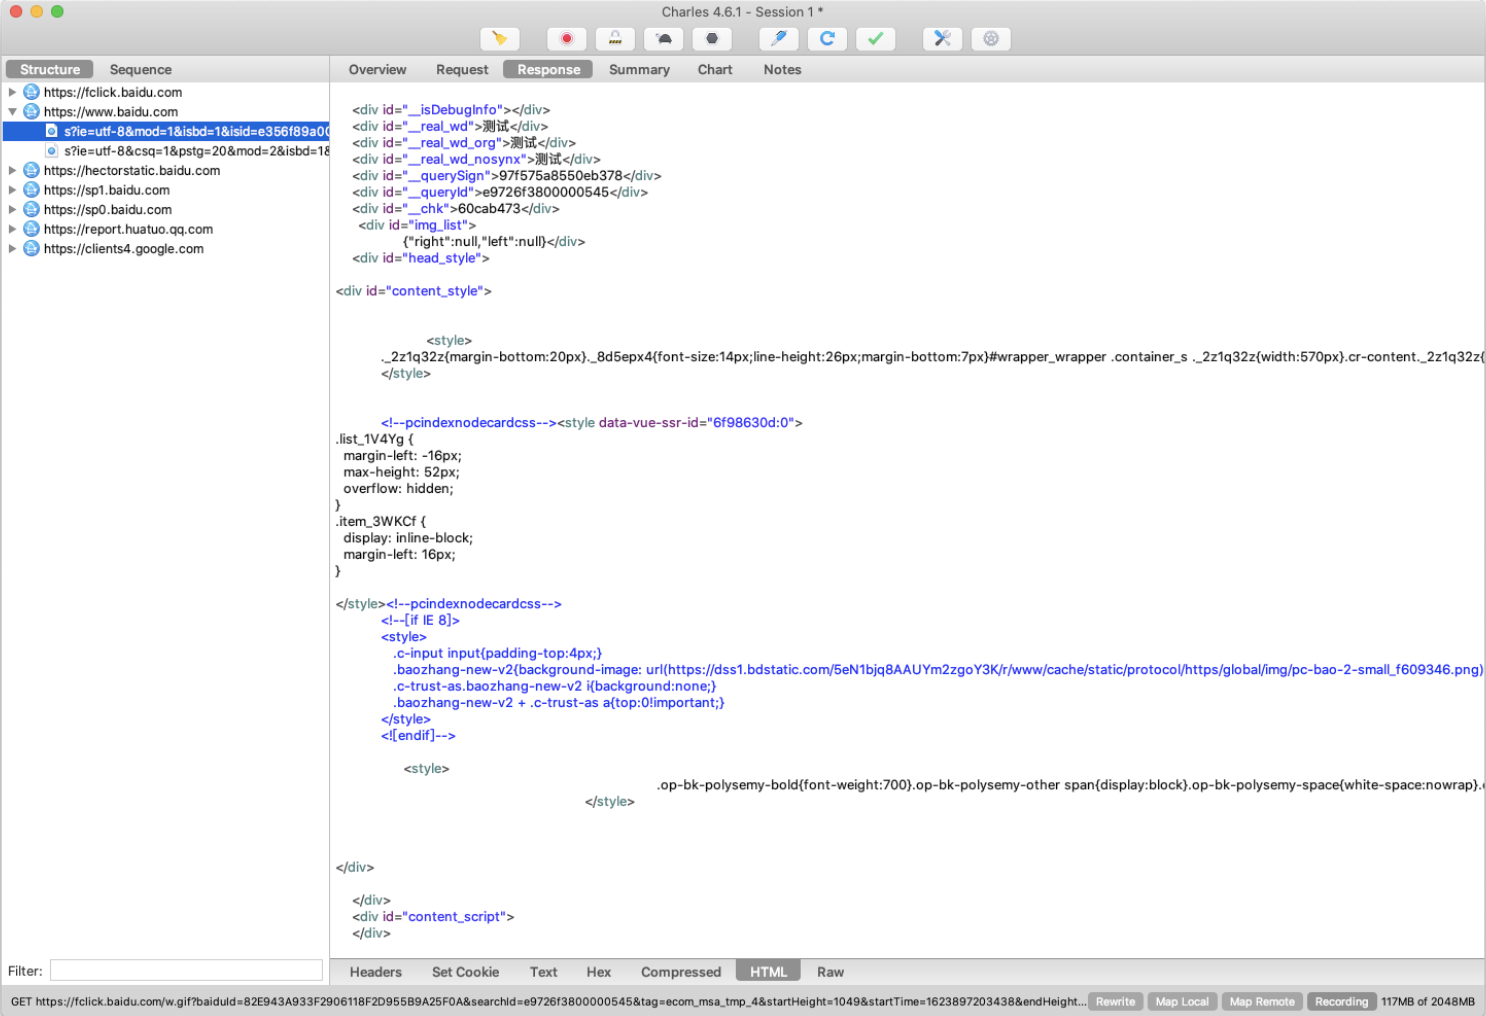 Charles 4.6.1 - Session 1 *
Structure Sequence
Overview Request Response Summary Chart Notes
https://fclick.baidu.com
https://www.baidu.com
s?ie=utf-8&mod=1&isbd=1&isid=e356f89a00
s?ie=utf-8&csq=1&pstg=20&mod=2&isbd=1&
https://hectorstatic.baidu.com
https://sp1.baidu.com
https://sp0.baidu.com
https://report.huatuo.qq.com
https://clients4.google.com
<div id="__isDebugInfo"></div>
<div id="__real_wd">测试</div>
<div id="__real_wd_org">测试</div>
<div id="__real_wd_nosynx">测试</div>
<div id="__querySign">97f575a8550eb378</div>
<div id="__queryId">e9726f3800000545</div>
<div id="__chk">60cab473</div>
<div id="img_list">
{"right":null,"left":null}</div>
<div id="head_style">
<div id="content_style">
<style>
._2z1q32z{margin-bottom:20px}._8d5epx4{font-size:14px;line-height:26px;margin-bottom:7px}#wrapper_wrapper .container_s ._2z1q32z{width:570px}.cr-content._2z1q32z{
</style>
<!--pcindexnodecardcss--><style data-vue-ssr-id="6f98630d:0">
.list_1V4Yg {
margin-left: -16px;
max-height: 52px;
overflow: hidden;
}
.item_3WKCf {
display: inline-block;
margin-left: 16px;
}
</style><!--pcindexnodecardcss-->
<!--[if IE 8]>
<style>
.c-input input{padding-top:4px;}
.baozhang-new-v2{background-image: url(https://dss1.bdstatic.com/5eN1bjq8AAUYm2zgoY3K/r/www/cache/static/protocol/https/global/img/pc-bao-2-small_f609346.png)
.c-trust-as.baozhang-new-v2 i{background:none;}
.baozhang-new-v2 + .c-trust-as a{top:0!important;}
</style>
<![endif]-->
<style>
.op-bk-polysemy-bold{font-weight:700}.op-bk-polysemy-other span{display:block}.op-bk-polysemy-space{white-space:nowrap}.
</style>
</div>
</div>
<div id="content_script">
</div>
Filter:
Headers Set Cookie Text Hex Compressed HTML Raw
GET https://fclick.baidu.com/w.gif?baiduId=82E943A933F2906118F2D955B9A25F0A&searchId=e9726f3800000545&tag=ecom_msa_tmp_4&startHeight=1049&startTime=1623897203438&endHeight... Rewrite Map Local Map Remote Recording 117MB of 2048MB